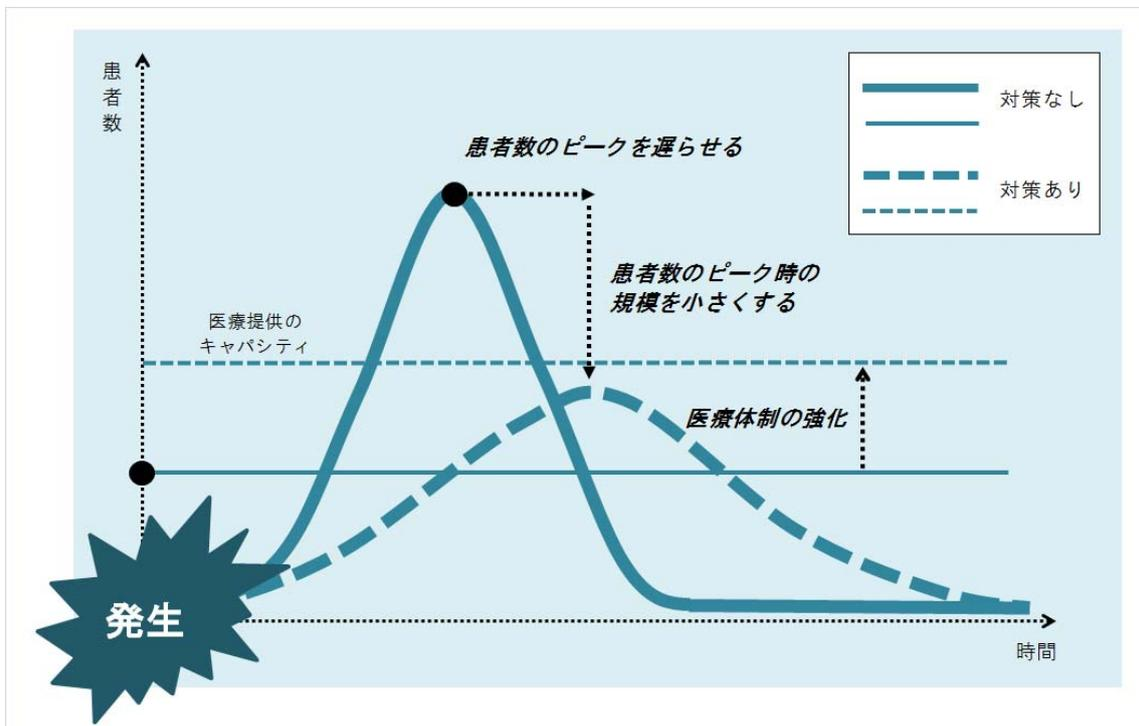 患者数
対策なし
対策あり
患者数のピークを遅らせる
患者数のピーク時の
規模を小さくする
医療提供の
キャパシティ
医療体制の強化
発生
時間